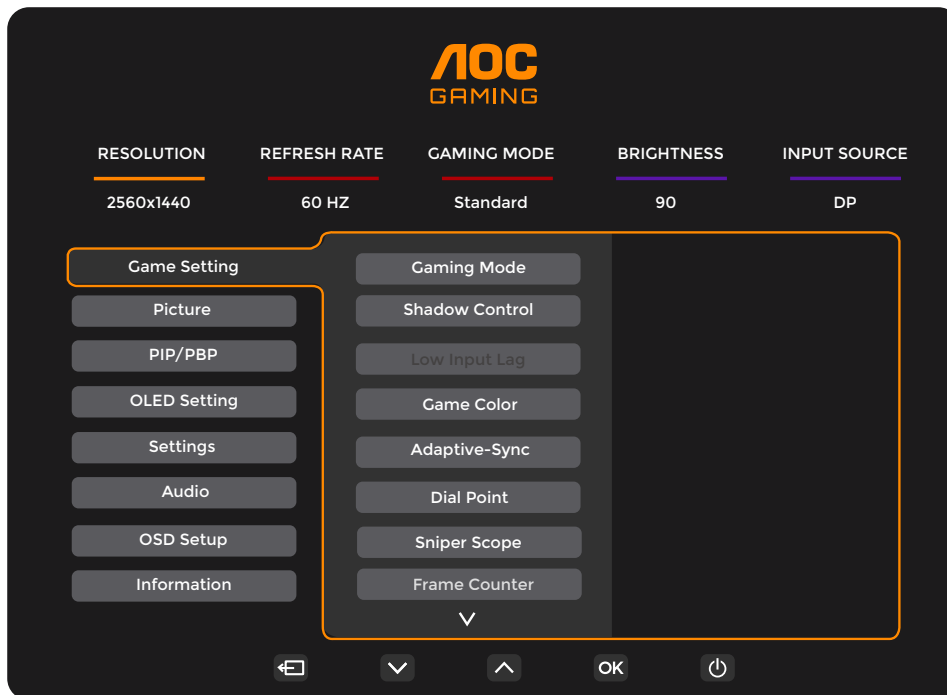 AOC
GAMING
RESOLUTION REFRESH RATE GAMING MODE BRIGHTNESS INPUT SOURCE
2560x1440 60 HZ Standard 90 DP
Game Setting
Picture
PIP/PBP
OLED Setting
Settings
Audio
OSD Setup
Information
Gaming Mode
Shadow Control
Low Input Lag
Game Color
Adaptive-Sync
Dial Point
Sniper Scope
Frame Counter
OK